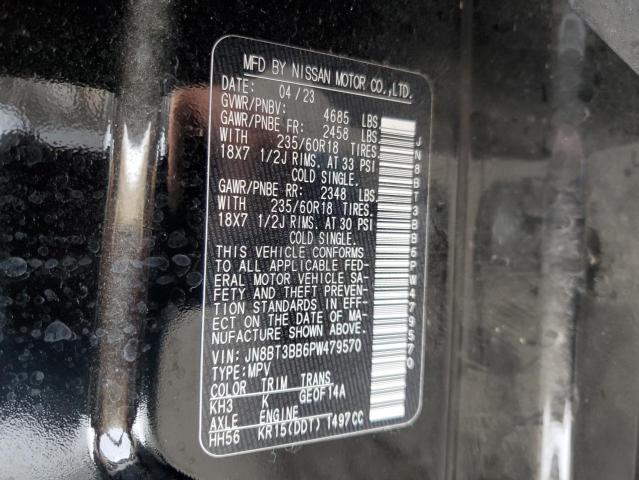 MFD BY NISSAN MOTOR CO.,LTD.
DATE: 04/23
GVWR/PNBV: 4685 LBS
GAWR/PNBE FR: 2458 LBS
WITH 235/60R18 TIRES.
18X7 1/2J RIMS. AT 33 PSI
COLD SINGLE.
GAWR/PNBE RR: 2348 LBS
WITH 235/60R18 TIRES.
18X7 1/2J RIMS. AT 30 PSI
COLD SINGLE.
THIS VEHICLE CONFORMS
TO ALL APPLICABLE FED-
ERAL MOTOR VEHICLE SA-
FETY AND THEFT PREVEN-
TION STANDARDS IN EFF-
ECT ON THE DATE OF MA-
NUFACTURE SHOWN ABOVE.
VIN: JN8BT3BB6PW479570
TYPE:MPV
COLOR TRIM TRANS
KH3 K GE0F14A
AXLE ENGINE
HH56 KR15(DDT) 1497CC
JN8BT3BB6PW479570